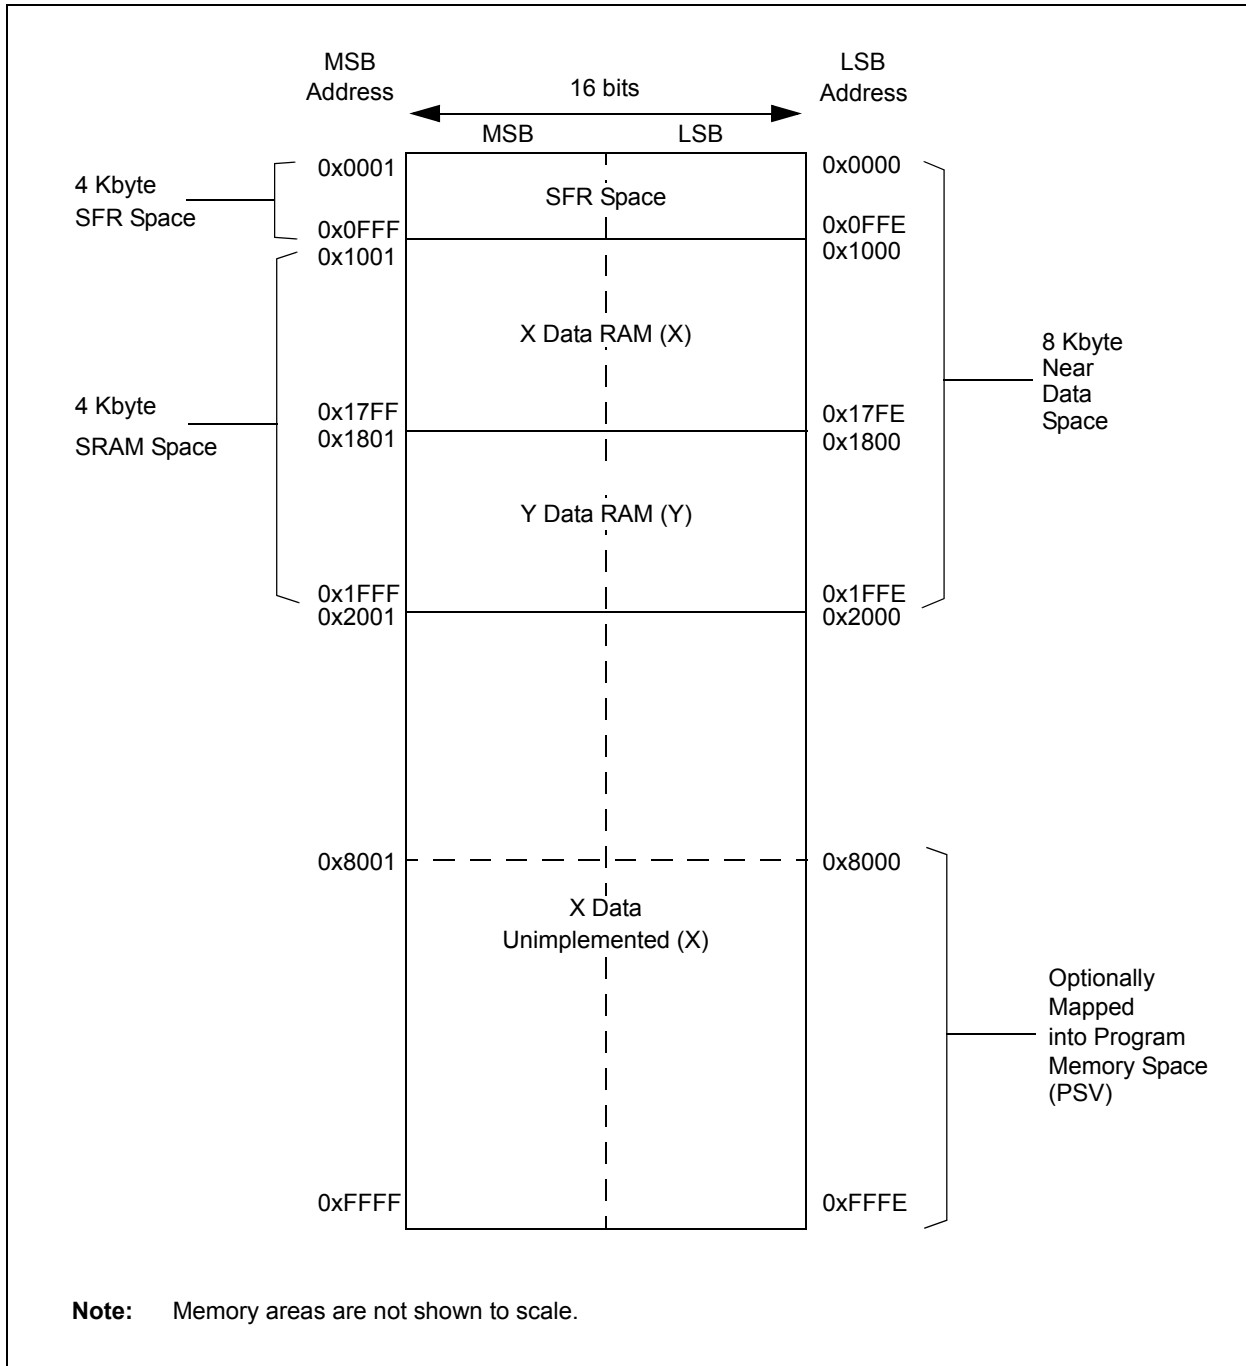 MSB
Address
LSB
Address
16 bits
MSB
LSB
0x0001
0x0000
4 Kbyte
SFR Space
SFR Space
0x0FFF
0x0FFE
0x1001
0x1000
X Data RAM (X)
8 Kbyte
Near
Data
Space
4 Kbyte
SRAM Space
0x17FF
0x17FE
0x1801
0x1800
Y Data RAM (Y)
0x1FFF
0x1FFE
0x2001
0x2000
0x8001
0x8000
X Data
Unimplemented (X)
Optionally
Mapped
into Program
Memory Space
(PSV)
0xFFFF
0xFFFE
Note: Memory areas are not shown to scale.